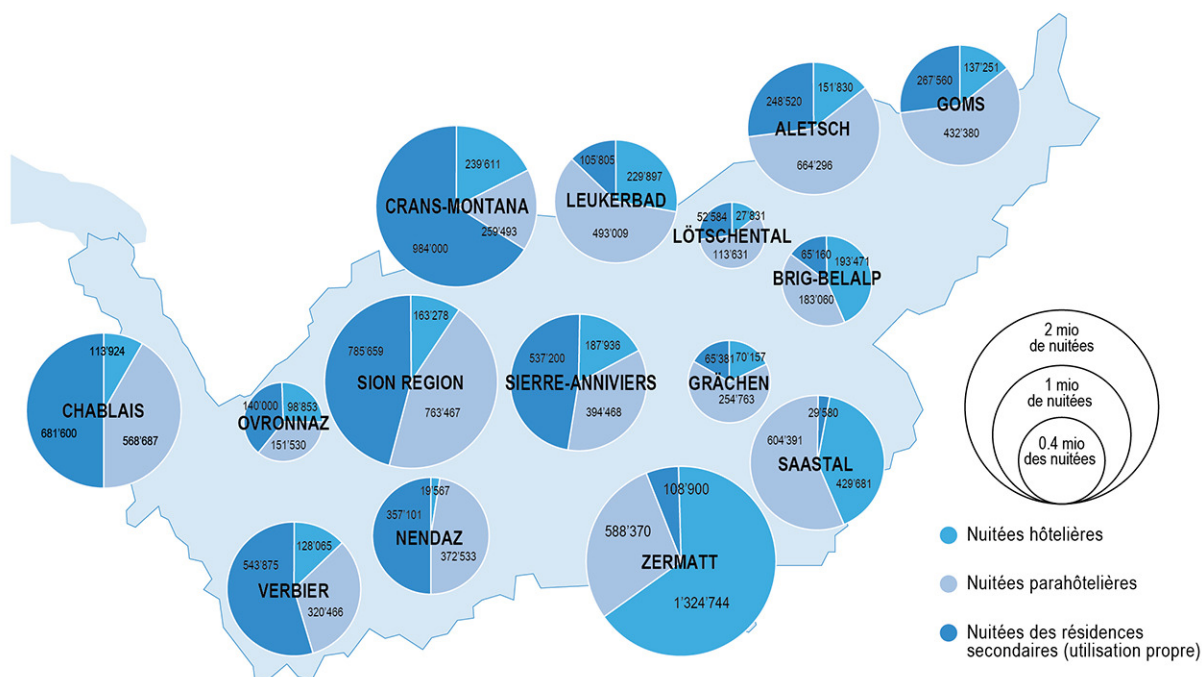 137’251
267’560
GOMS
432’380
151’830
248’520
ALETSCH
664’296
239’611
CRANS-MONTANA
259’493
984’000
105’805
229’897
LEUKERBAD
493’009
52’584
27’831
LÖTSCHENTAL
113’631
65’160
193’471
BRIG-BELALP
183’060
163’278
785’659
SION REGION
763’467
187’936
537’200
SIERRE-ANNIVIERS
394’468
65’381
70’157
GRÄCHEN
254’763
113’924
CHABLAIS
681’600
568’687
140’000
98’853
OVRONNAZ
151’530
29’580
604’391
SAASTAL
429’681
19’567
357’101
NENDAZ
372’533
108’900
588’370
ZERMATT
1’324’744
128’065
543’875
VERBIER
320’466
2 mio
de nuitées
1 mio
de nuitées
0.4 mio
des nuitées
Nuitées hôtelières
Nuitées parahôtelières
Nuitées des résidences
secondaires (utilisation propre)